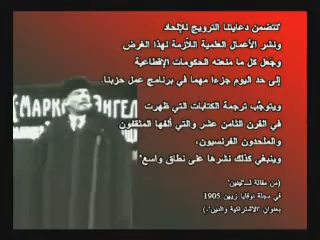 "تتضمن دعايتنا الترويج للإلحاد
ونشر الأعمال العلمية اللازمة لهذا الغرض
وجَعل كل ما منعته الحكومات الإقطاعية
إلى حد اليوم جزءا مهما في برنامج عمل حزبنا.
ويتوجَّب ترجمة الكتابات التي ظهرت
في القرن الثامن عشر والتي ألفها المثقفون
والملحدون الفرنسيون،
وينبغي كذلك نشرها على نطاق واسع"
(من مقالة لـ"لينين"
في مجلة نوفايا زيزن 1905
بعنوان "الاشتراكية والدين".)
МАРКС
ЭНГЕЛ